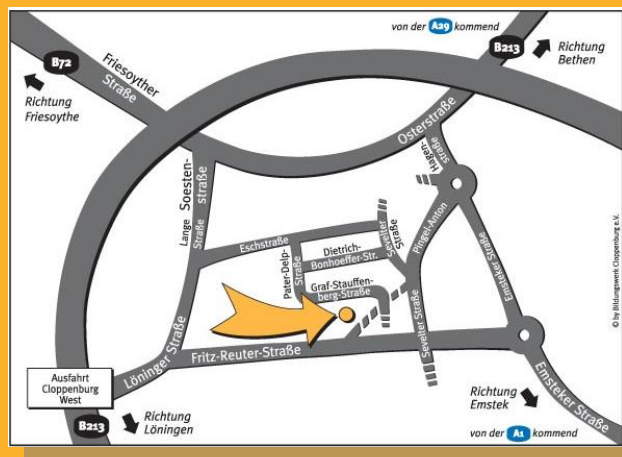 von der A29 kommend
B213
Richtung
Bethen
B72
Richtung
Friesoythe
Friesoyther
Straße
Osterstraße
Hagen-
straße
Soesten-
straße
Lange
Straße
Eschstraße
Sevelter
Straße
Pingel-Anton
Dietrich-
Bonhoeffer-Str.
Pater-Delp-
Straße
Graf-Stauffen-
berg-Straße
Emsteker Straße
Sevelter Straße
Löninger Straße
Fritz-Reuter-Straße
Ausfahrt
Cloppenburg
West
B213
Richtung
Löningen
Richtung
Emstek
Emsteker Straße
von der A1 kommend
© by Bildungswerk Cloppenburg e.V.